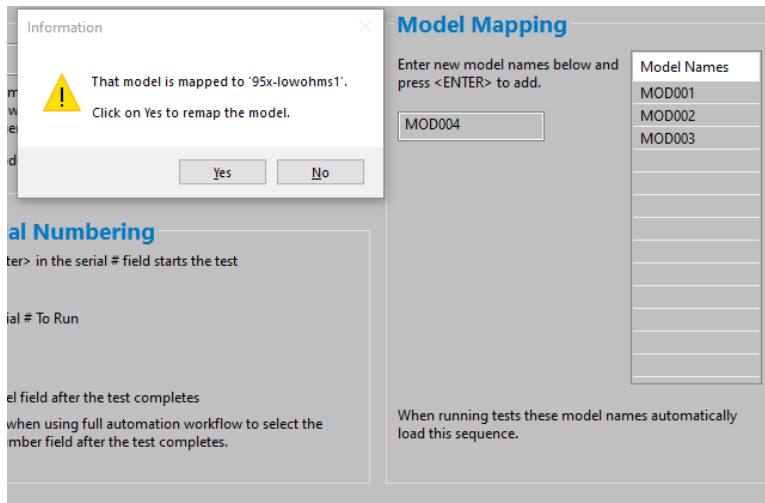 Information
That model is mapped to '95x-lowohms1'.
Click on Yes to remap the model.
Yes
No
al Numbering
ter> in the serial # field starts the test
ial # To Run
el field after the test completes
when using full automation workflow to select the
mber field after the test completes.
Model Mapping
Enter new model names below and
press <ENTER> to add.
MOD004
Model Names
MOD001
MOD002
MOD003
When running tests these model names automatically
load this sequence.